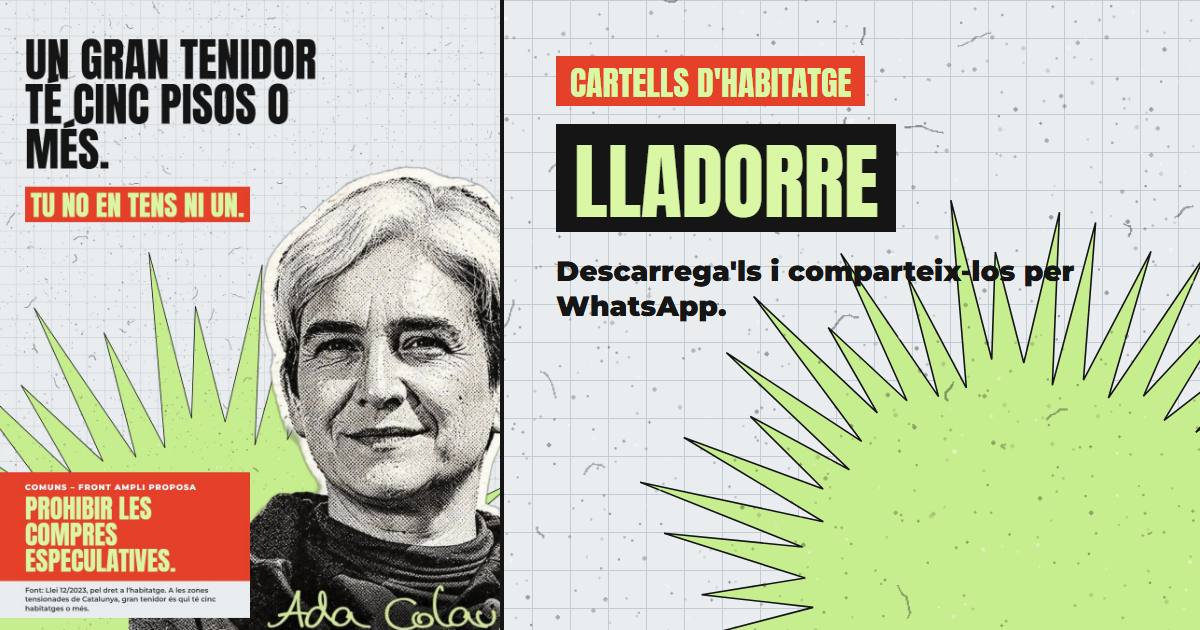 UN GRAN TENIDOR
TÉ CINC PISOS O
MÉS.
TU NO EN TENS NI UN.
COMUNS – FRONT AMPLI PROPOSA
PROHIBIR LES
COMPRES
ESPECULATIVES.
Font: Llei 12/2023, pel dret a l'habitatge. A les zones
tensionades de Catalunya, gran tenidor és qui té cinc
habitatges o més.
Ada Colau
CARTELLS D'HABITATGE
LLADORRE
Descarrega'ls i comparteix-los per
WhatsApp.